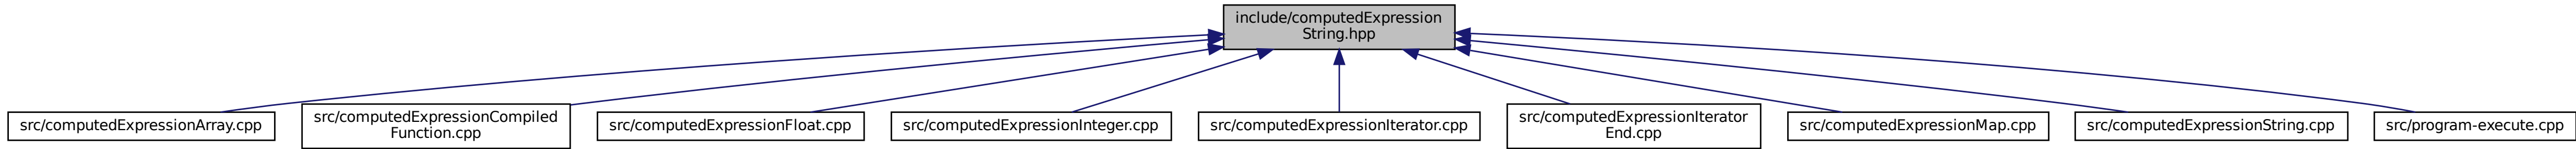 include/computedExpression
String.hpp
src/computedExpressionArray.cpp
src/computedExpressionCompiled
Function.cpp
src/computedExpressionFloat.cpp
src/computedExpressionInteger.cpp
src/computedExpressionIterator.cpp
src/computedExpressionIterator
End.cpp
src/computedExpressionMap.cpp
src/computedExpressionString.cpp
src/program-execute.cpp